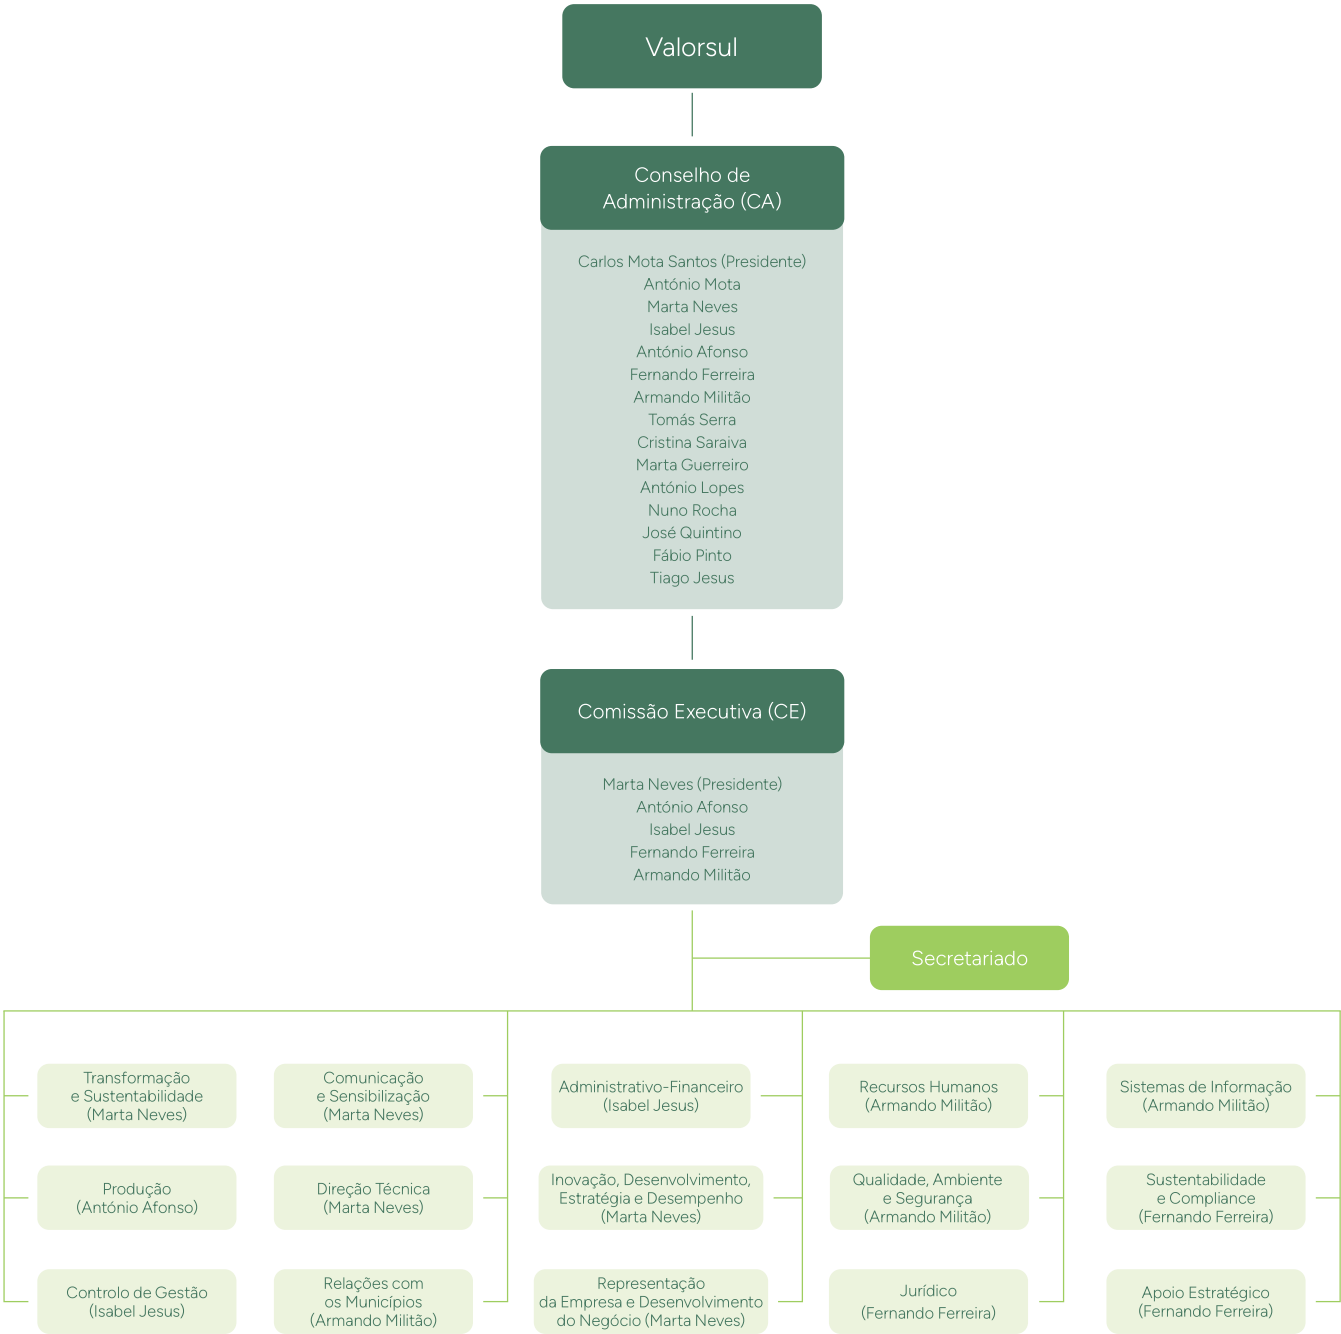 Valorsul
Conselho de
Administração (CA)
Carlos Mota Santos (Presidente)
António Mota
Marta Neves
Isabel Jesus
António Afonso
Fernando Ferreira
Armando Militão
Tomás Serra
Cristina Saraiva
Marta Guerreiro
António Lopes
Nuno Rocha
José Quintino
Fábio Pinto
Tiago Jesus
Comissão Executiva (CE)
Marta Neves (Presidente)
António Afonso
Isabel Jesus
Fernando Ferreira
Armando Militão
Secretariado
Transformação
e Sustentabilidade
(Marta Neves)
Comunicação
e Sensibilização
(Marta Neves)
Administrativo-Financeiro
(Isabel Jesus)
Recursos Humanos
(Armando Militão)
Sistemas de Informação
(Armando Militão)
Produção
(António Afonso)
Direção Técnica
(Marta Neves)
Inovação, Desenvolvimento,
Estratégia e Desempenho
(Marta Neves)
Qualidade, Ambiente
e Segurança
(Armando Militão)
Sustentabilidade
e Compliance
(Fernando Ferreira)
Controlo de Gestão
(Isabel Jesus)
Relações com
os Municípios
(Armando Militão)
Representação
da Empresa e Desenvolvimento
do Negócio (Marta Neves)
Jurídico
(Fernando Ferreira)
Apoio Estratégico
(Fernando Ferreira)